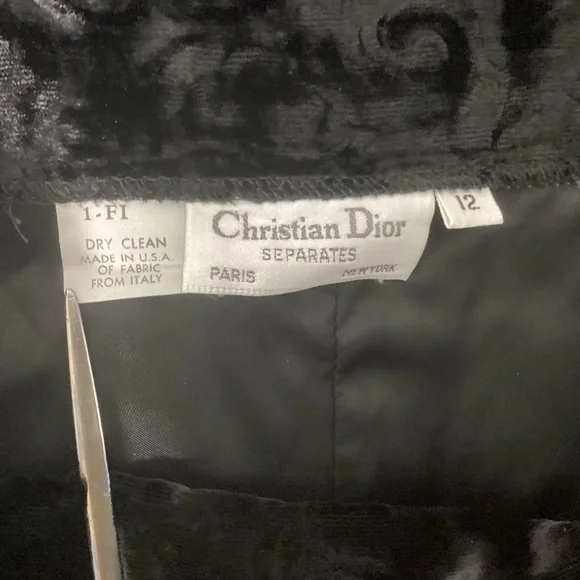 1-FI
DRY CLEAN
MADE IN U.S.A.
OF FABRIC
FROM ITALY
Christian Dior
SEPARATES
PARIS NEW YORK
12